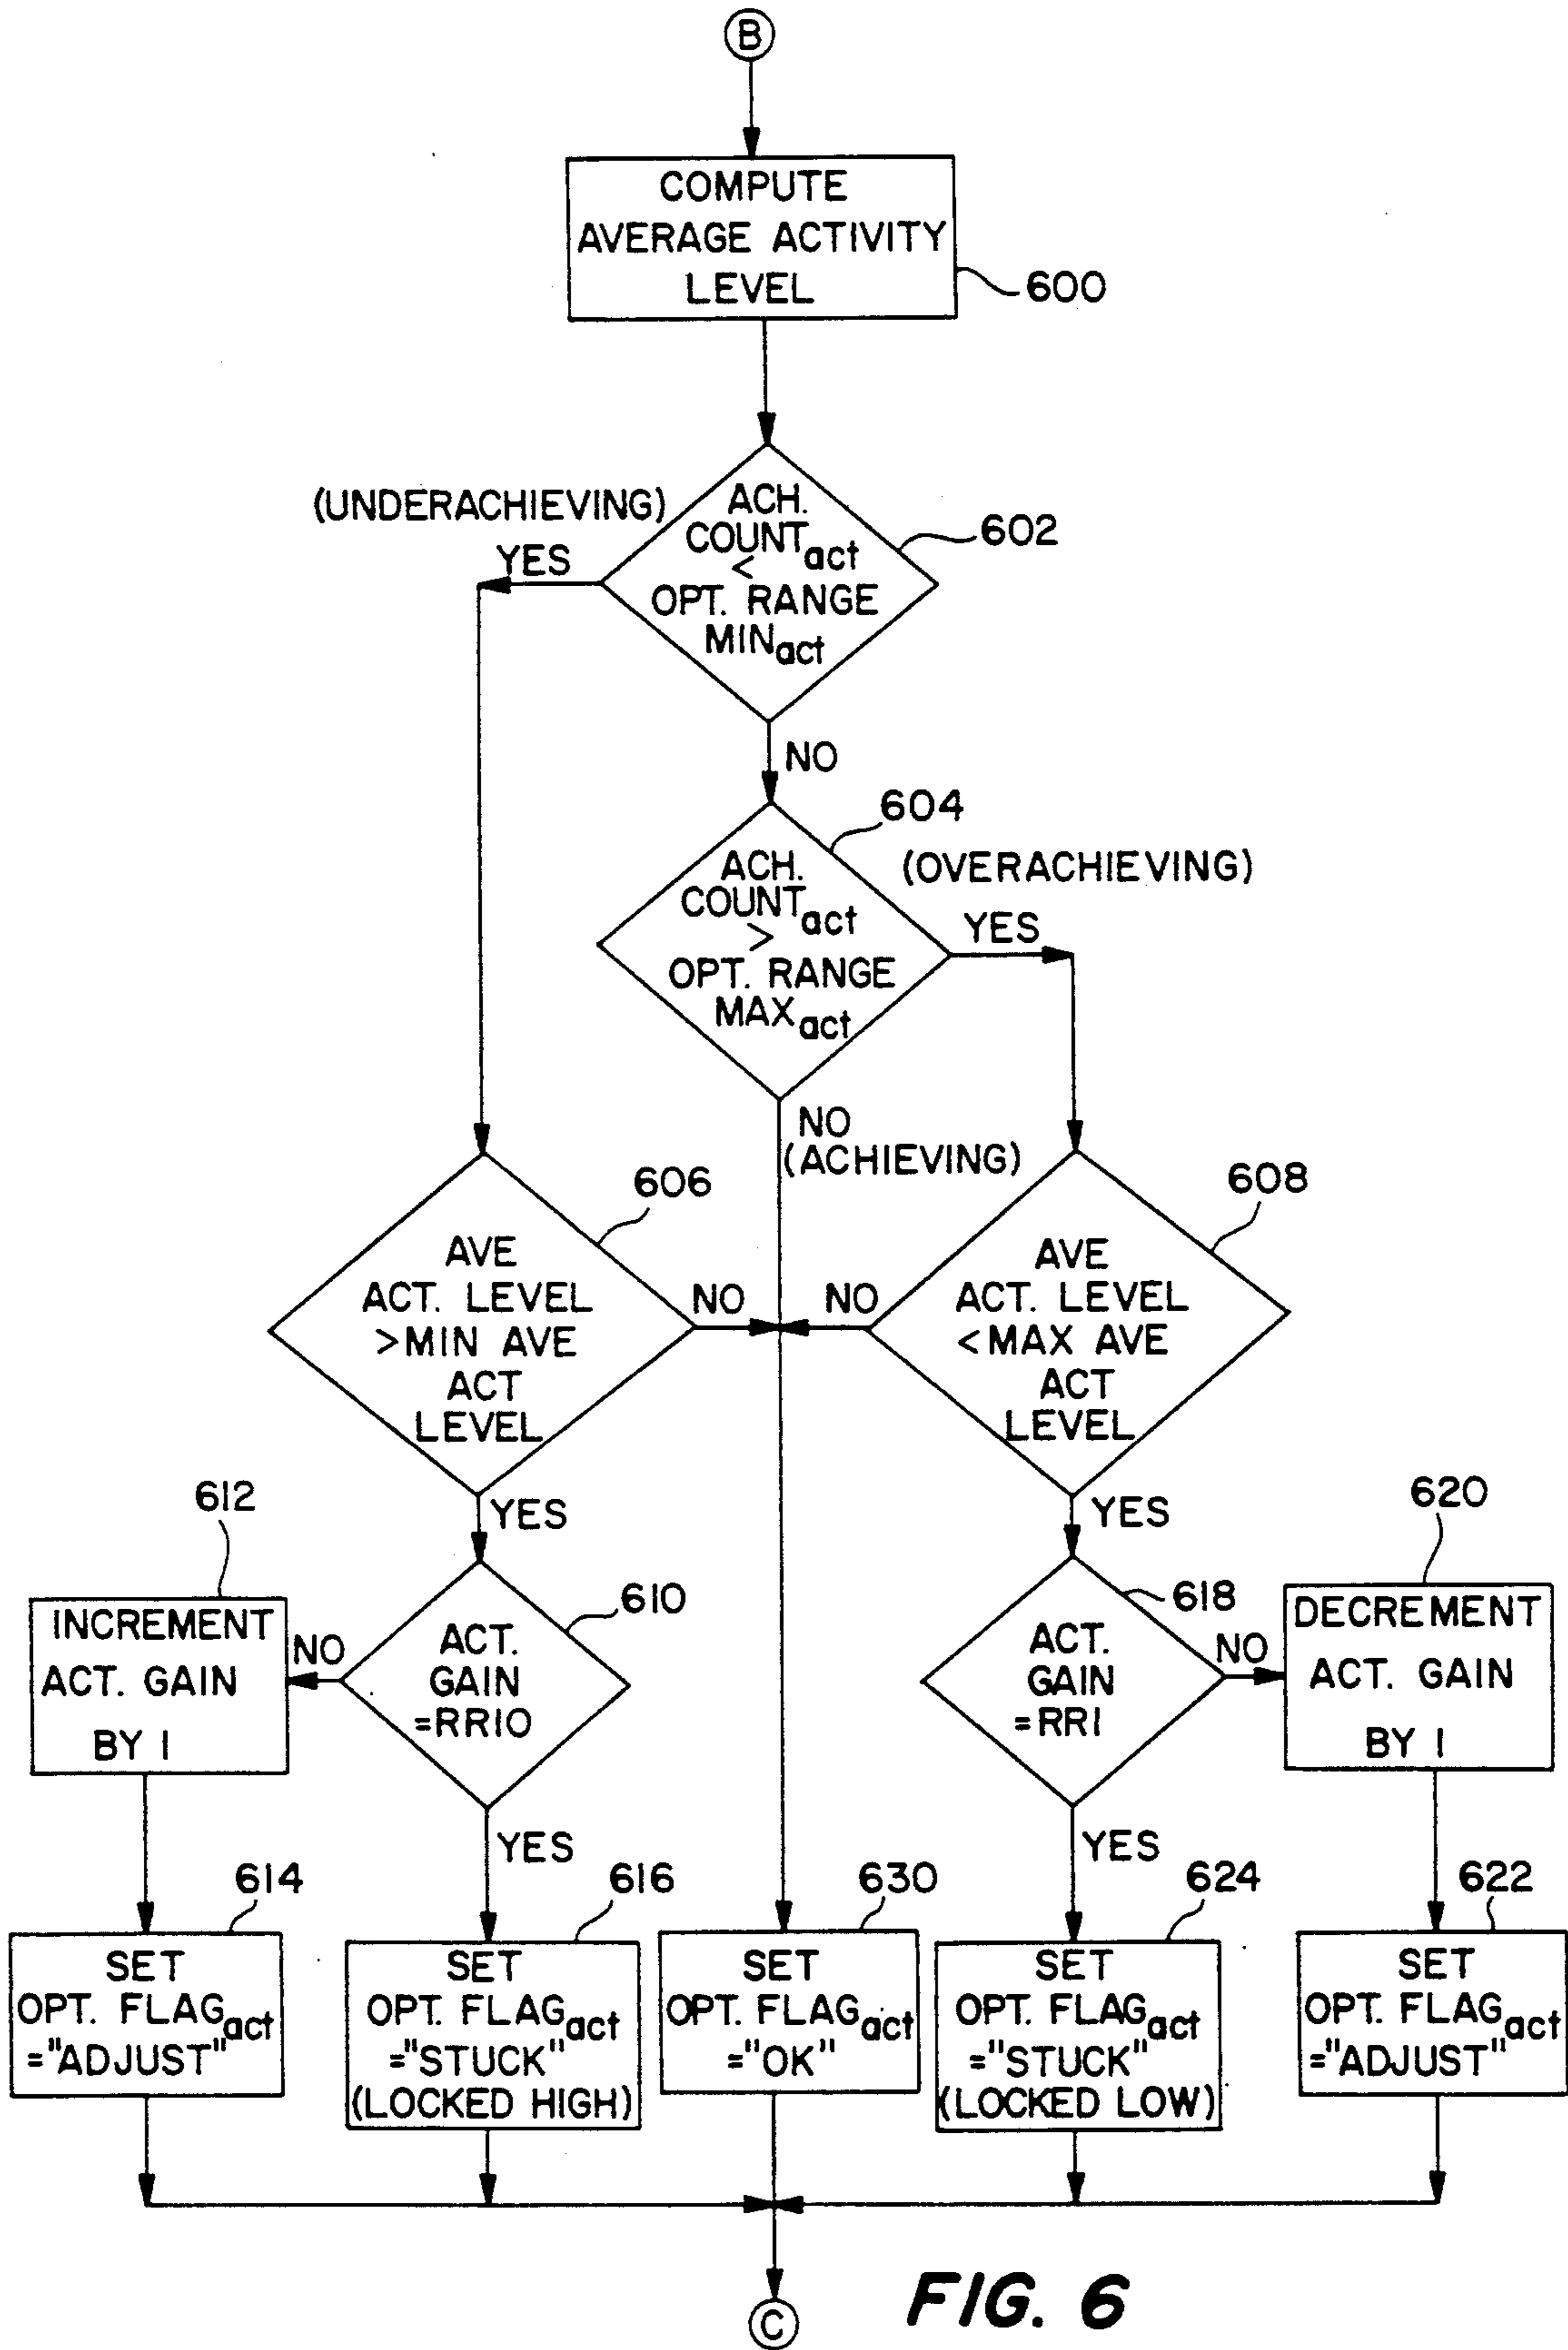 B
COMPUTE
AVERAGE ACTIVITY
LEVEL
600
(UNDERACHIEVING)
YES
ACH.
COUNTact
<
OPT. RANGE
MINact
602
NO
604
(OVERACHIEVING)
YES
ACH.
COUNTact
>
OPT. RANGE
MAXact
NO
(ACHIEVING)
606
AVE
ACT. LEVEL
>MIN AVE
ACT
LEVEL
NO
608
AVE
ACT. LEVEL
<MAX AVE
ACT
LEVEL
NO
YES
YES
612
INCREMENT
ACT. GAIN
BY 1
NO
610
ACT.
GAIN
=RR10
618
ACT.
GAIN
=RR1
NO
620
DECREMENT
ACT. GAIN
BY 1
YES
YES
614
SET
OPT. FLAGact
="ADJUST"
616
SET
OPT. FLAGact
="STUCK"
(LOCKED HIGH)
630
SET
OPT. FLAGact
="OK"
624
SET
OPT. FLAGact
="STUCK"
(LOCKED LOW)
622
SET
OPT. FLAGact
="ADJUST"
C
FIG. 6